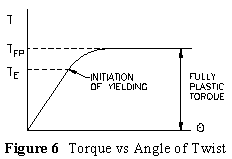 T
T_FP
T_E
INITIATION
OF YIELDING
FULLY
PLASTIC
TORQUE
Θ
Figure 6 Torque vs Angle of Twist